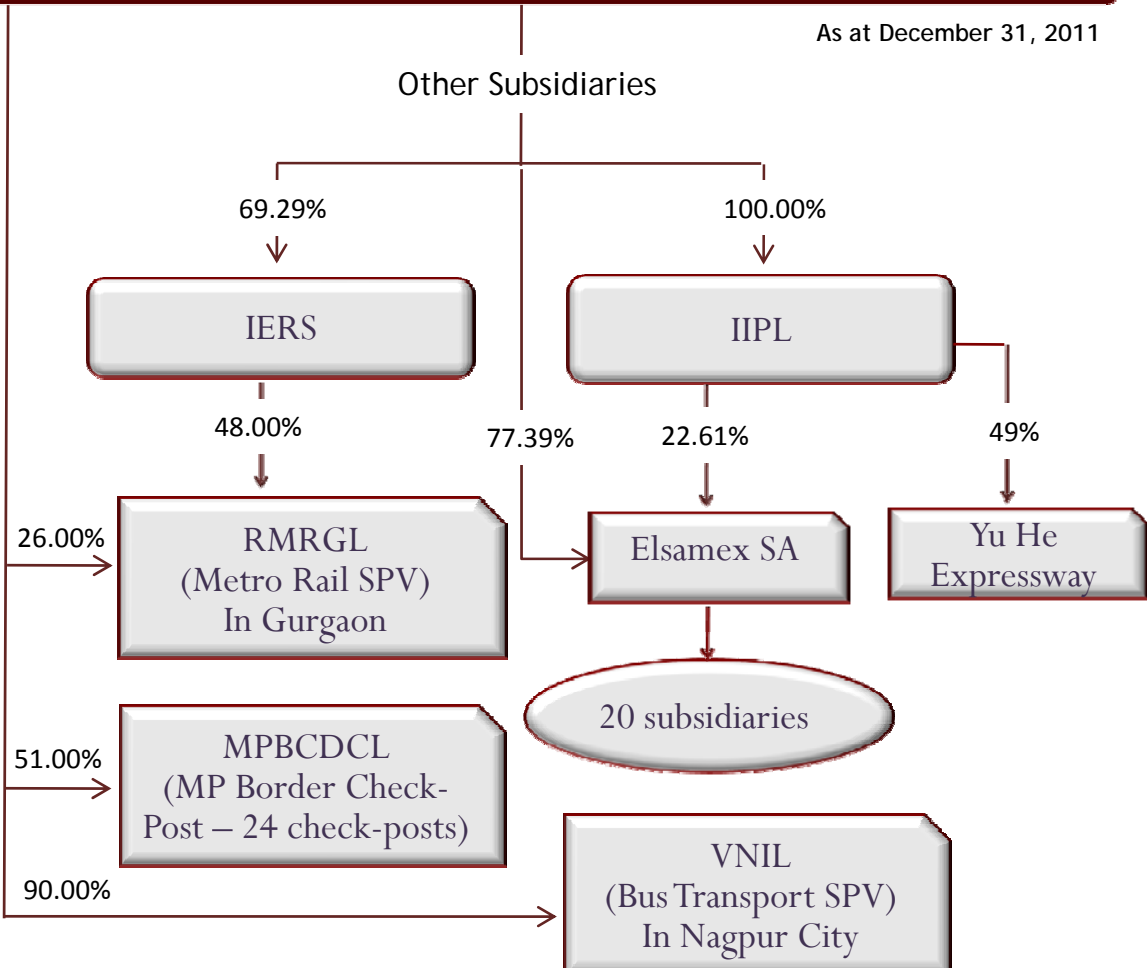 As at December 31, 2011
Other Subsidiaries
69.29%
100.00%
IERS
IIPL
48.00%
77.39%
22.61%
49%
26.00%
RMRGL
(Metro Rail SPV)
In Gurgaon
Elsamex SA
Yu He
Expressway
20 subsidiaries
51.00%
MPBCDCL
(MP Border Check-
Post – 24 check-posts)
90.00%
VNIL
(Bus Transport SPV)
In Nagpur City